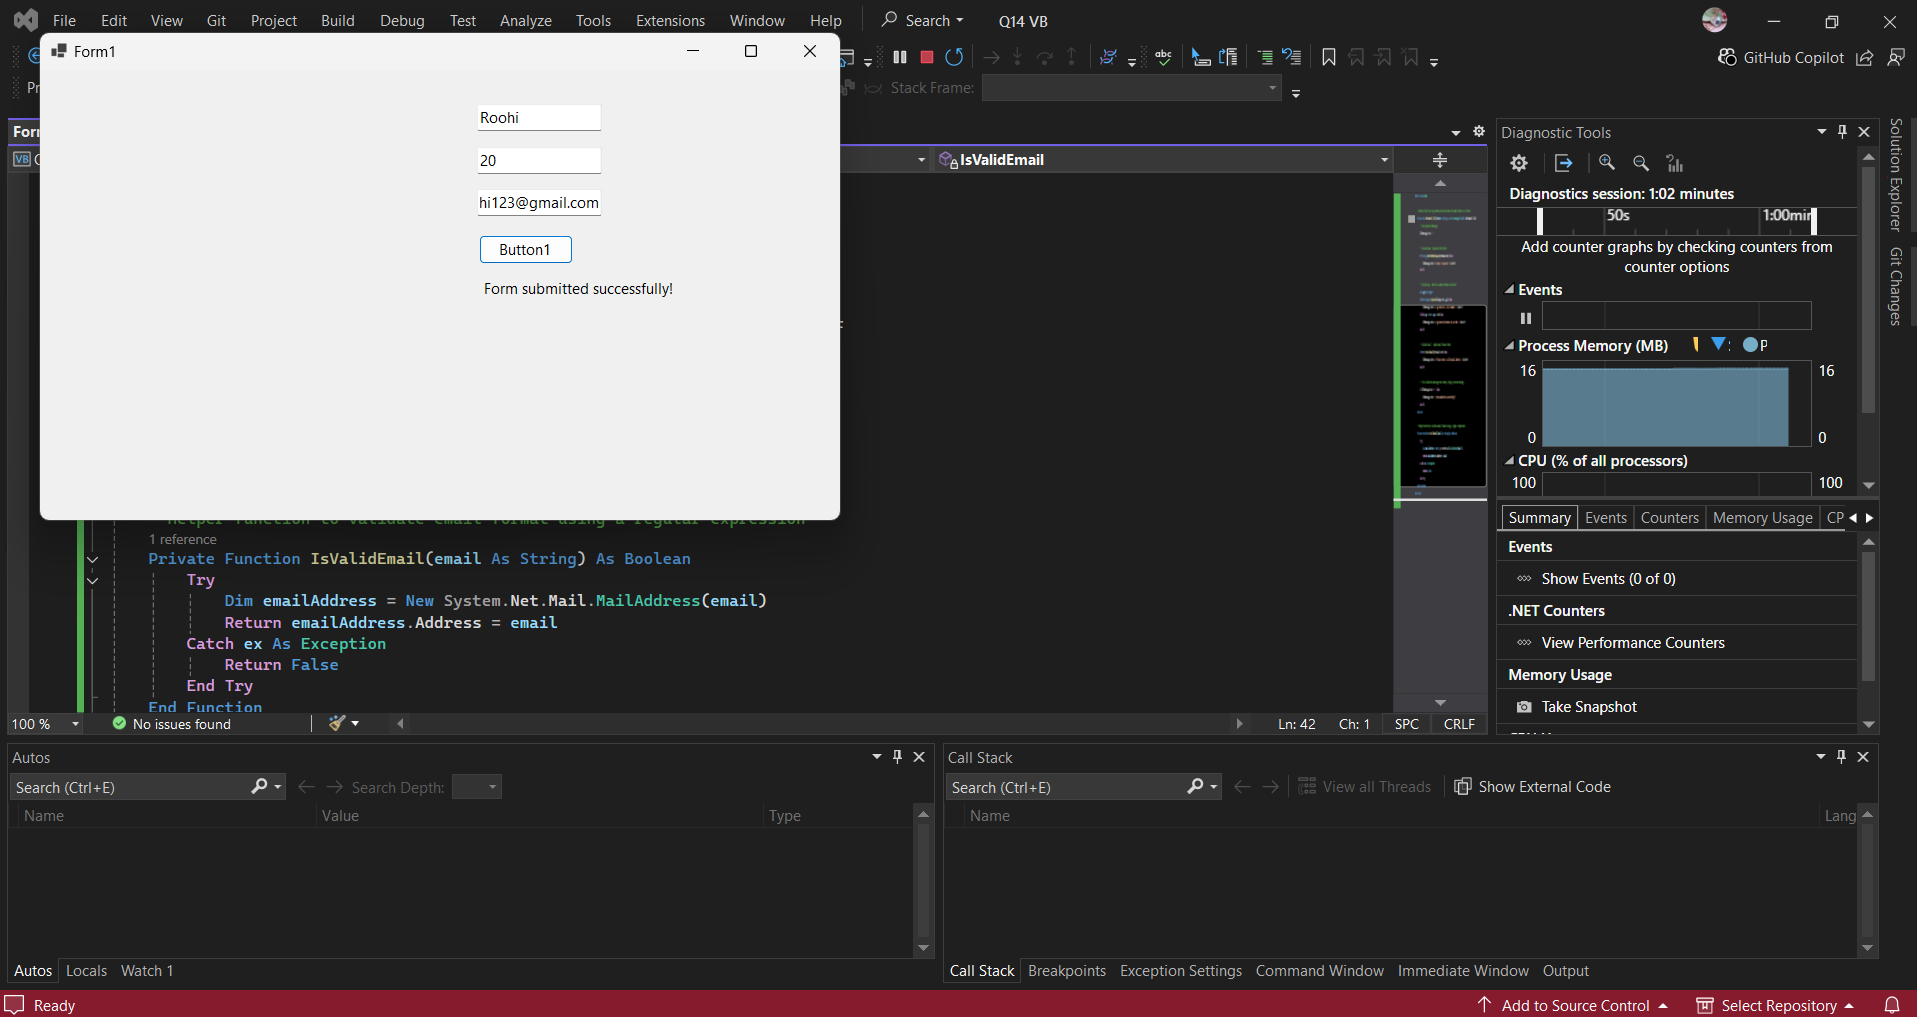 File Edit View Git Project Build Debug Test Analyze Tools Extensions Window Help Search Q14 VB
Form1
GitHub Copilot
Stack Frame:
Roohi
20
hi123@gmail.com
Button1
Form submitted successfully!
IsValidEmail
1 reference
Private Function IsValidEmail(email As String) As Boolean
Try
Dim emailAddress = New System.Net.Mail.MailAddress(email)
Return emailAddress.Address = email
Catch ex As Exception
Return False
End Try
End Function
100 % No issues found Ln: 42 Ch: 1 SPC CRLF
Diagnostic Tools
Diagnostics session: 1:02 minutes
50s 1:00min
Add counter graphs by checking counters from
counter options
Events
Process Memory (MB)
16 16
0 0
CPU (% of all processors)
100 100
Summary Events Counters Memory Usage CP
Events
Show Events (0 of 0)
.NET Counters
View Performance Counters
Memory Usage
Take Snapshot
Solution Explorer
Git Changes
Autos
Search (Ctrl+E) Search Depth:
Name Value Type
Autos Locals Watch 1
Call Stack
Search (Ctrl+E) View all Threads Show External Code
Name Lang
Call Stack Breakpoints Exception Settings Command Window Immediate Window Output
Ready Add to Source Control Select Repository